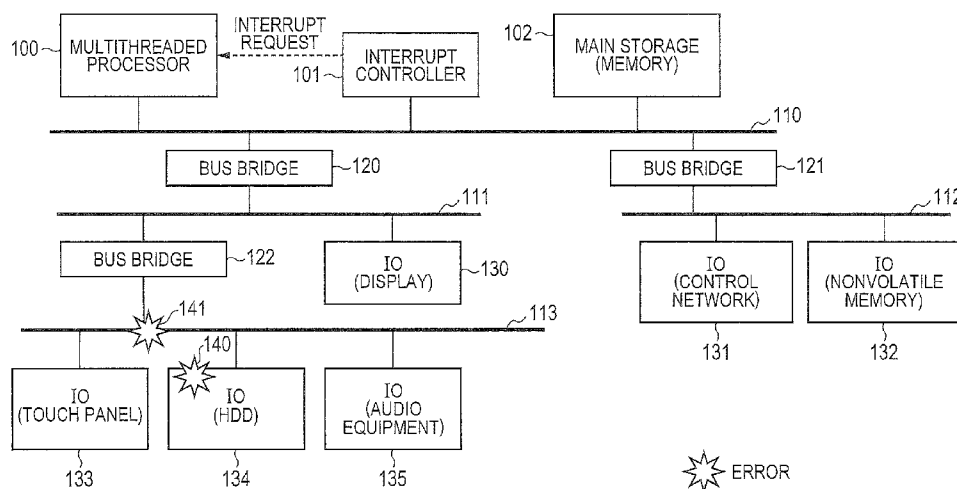 100
MULTITHREADED
PROCESSOR
INTERRUPT
REQUEST
101
INTERRUPT
CONTROLLER
102
MAIN STORAGE
(MEMORY)
110
BUS BRIDGE
120
BUS BRIDGE
121
111
112
BUS BRIDGE
122
IO
(DISPLAY)
130
IO
(CONTROL
NETWORK)
131
IO
(NONVOLATILE
MEMORY)
132
141
113
140
IO
(TOUCH PANEL)
133
IO
(HDD)
134
IO
(AUDIO
EQUIPMENT)
135
ERROR